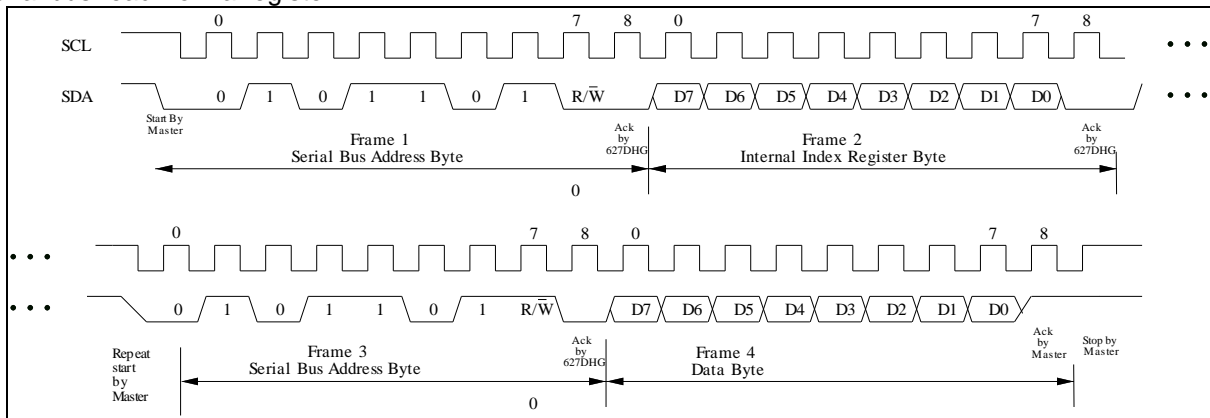 0 7 8 0 7 8
SCL
SDA 0 1 0 1 1 0 1 R/W D7 D6 D5 D4 D3 D2 D1 D0
Start By
Master
Frame 1
Serial Bus Address Byte
Ack
by
627DHG
Frame 2
Internal Index Register Byte
Ack
by
627DHG
0
0 7 8 0 7 8
0 1 0 1 1 0 1 R/W D7 D6 D5 D4 D3 D2 D1 D0
Repeat
start
by
Master
Frame 3
Serial Bus Address Byte
Ack
by
627DHG
Frame 4
Data Byte
Ack
by
Master
Stop by
Master
0